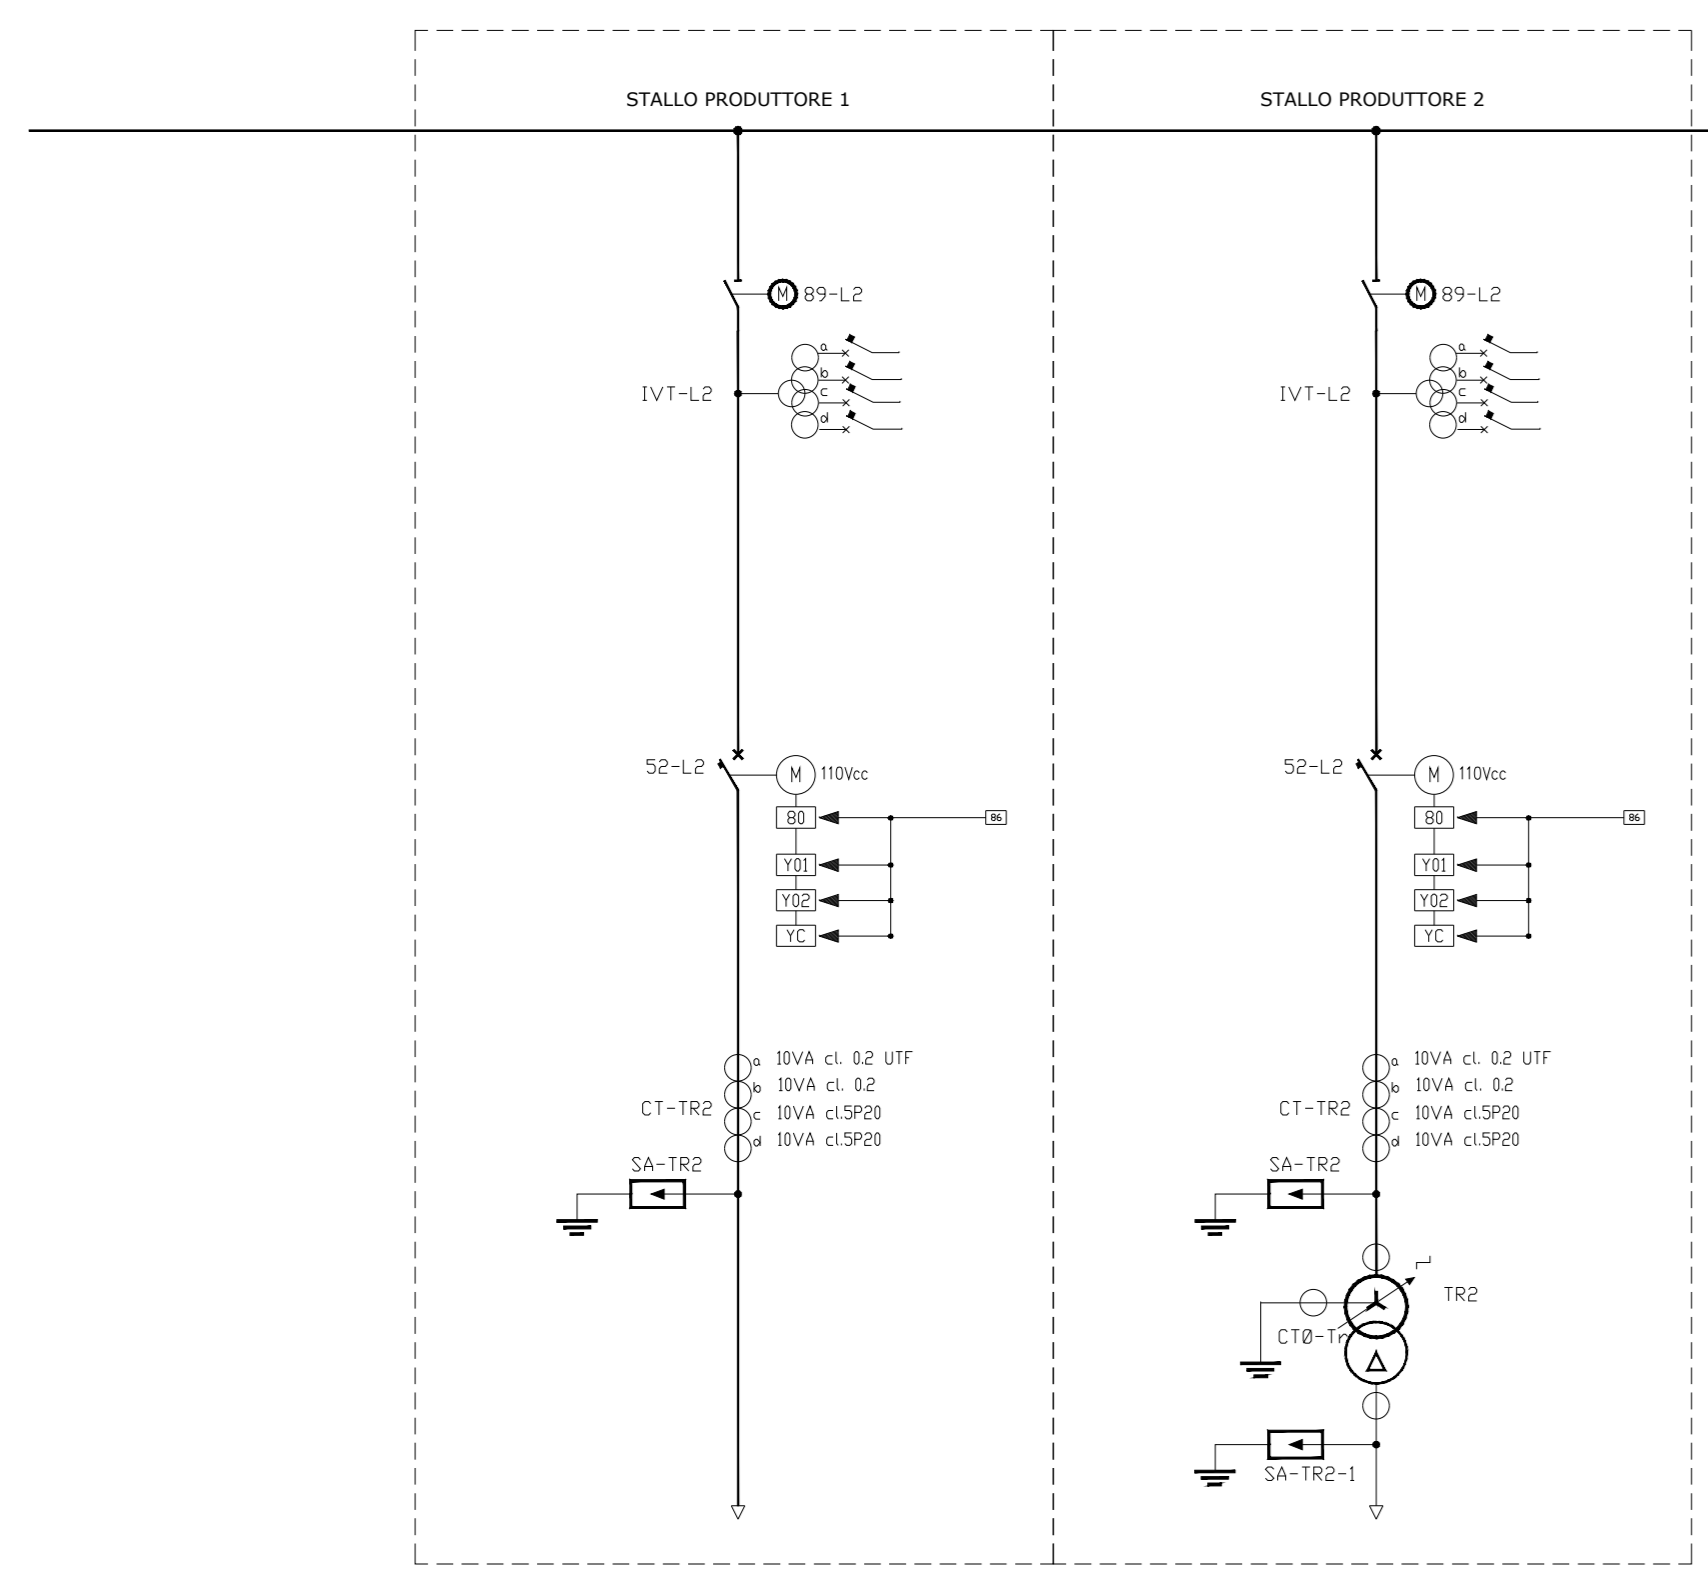 STALLO PRODUTTORE 1
M 89-L2
a
b
IVT-L2 c
d
52-L2 M 110Vcc
80 86
Y01
Y02
YC
a 10VA cl. 0.2 UTF
b 10VA cl. 0.2
CT-TR2 c 10VA cl.5P20
d 10VA cl.5P20
SA-TR2
STALLO PRODUTTORE 2
M 89-L2
a
b
IVT-L2 c
d
52-L2 M 110Vcc
80 86
Y01
Y02
YC
a 10VA cl. 0.2 UTF
b 10VA cl. 0.2
CT-TR2 c 10VA cl.5P20
d 10VA cl.5P20
SA-TR2
TR2
CTØ-Tr
SA-TR2-1